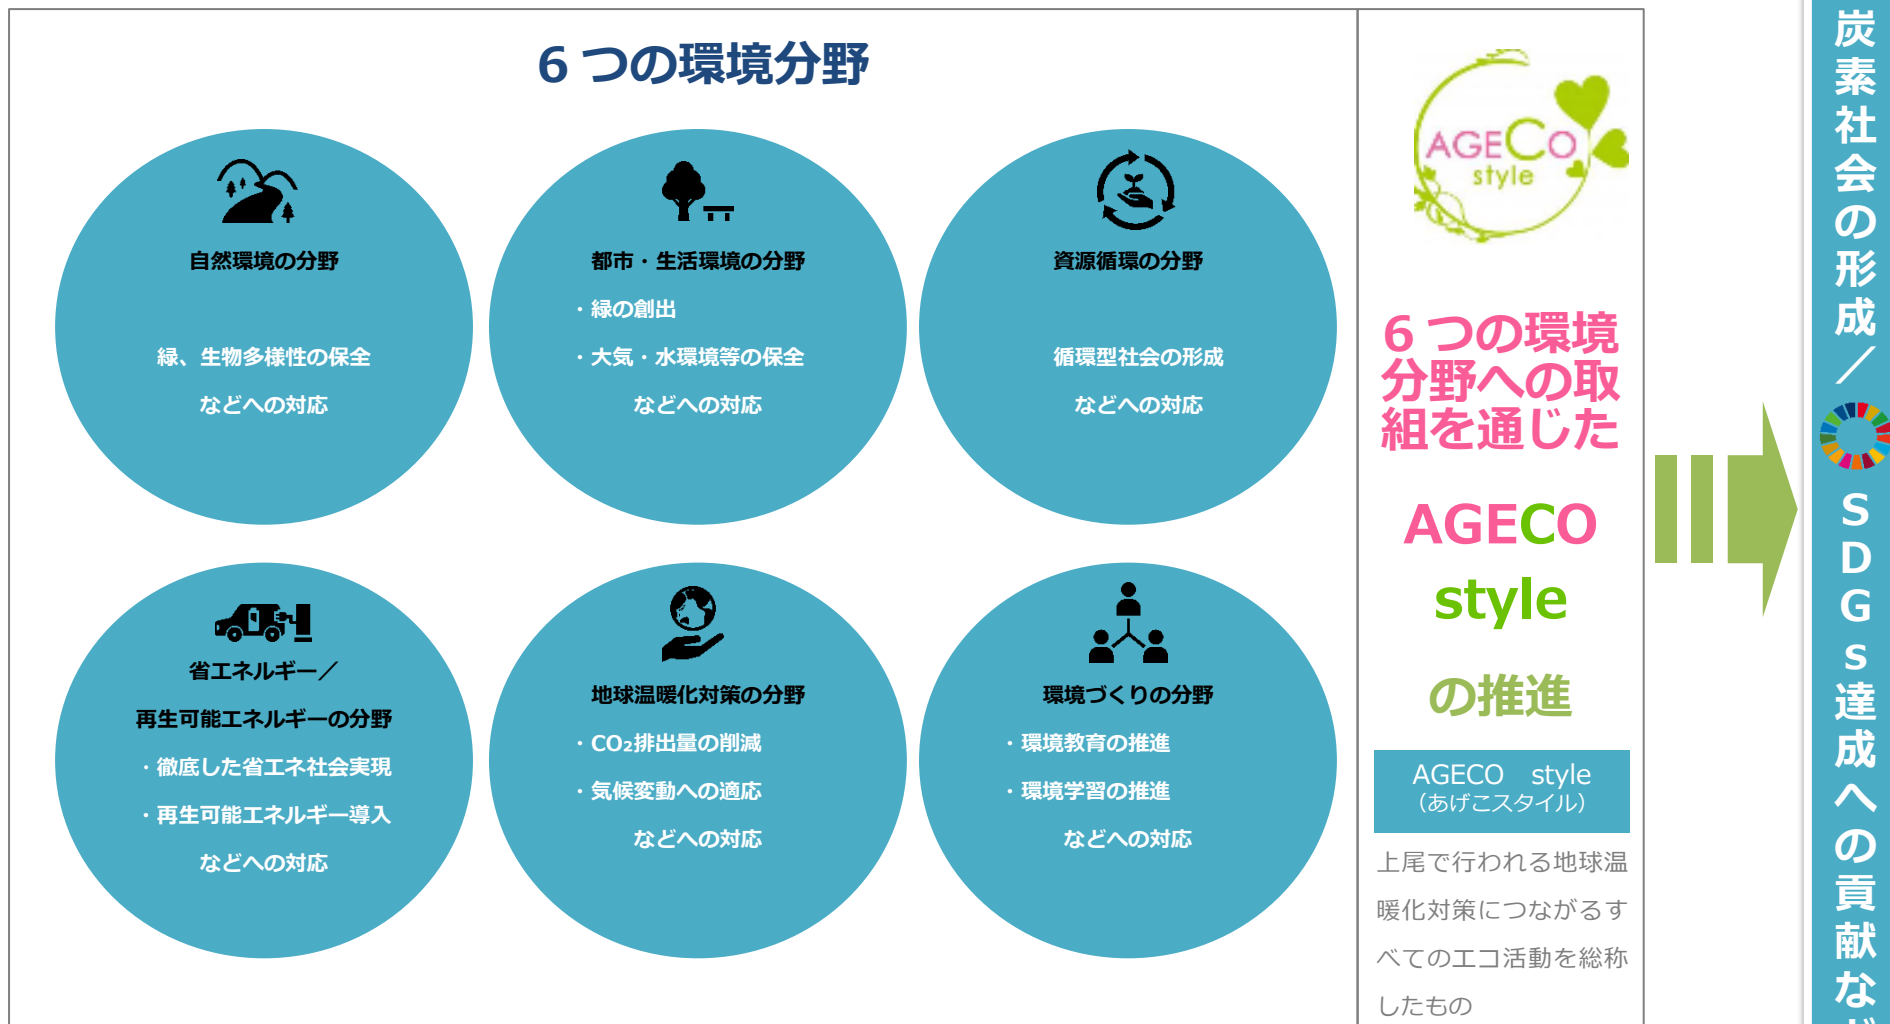 ６つの環境分野
自然環境の分野
緑、生物多様性の保全
などへの対応
都市・生活環境の分野
・緑の創出
・大気・水環境等の保全
などへの対応
資源循環の分野
循環型社会の形成
などへの対応
省エネルギー／
再生可能エネルギーの分野
・徹底した省エネ社会実現
・再生可能エネルギー導入
などへの対応
地球温暖化対策の分野
・CO₂排出量の削減
・気候変動への適応
などへの対応
環境づくりの分野
・環境教育の推進
・環境学習の推進
などへの対応
AGECO
style
６つの環境
分野への取
組を通じた
AGECO
style
の推進
AGECO　style
（あげこスタイル）
上尾で行われる地球温
暖化対策につながるす
べてのエコ活動を総称
したもの
炭素社会の形成／SDGs達成への貢献な